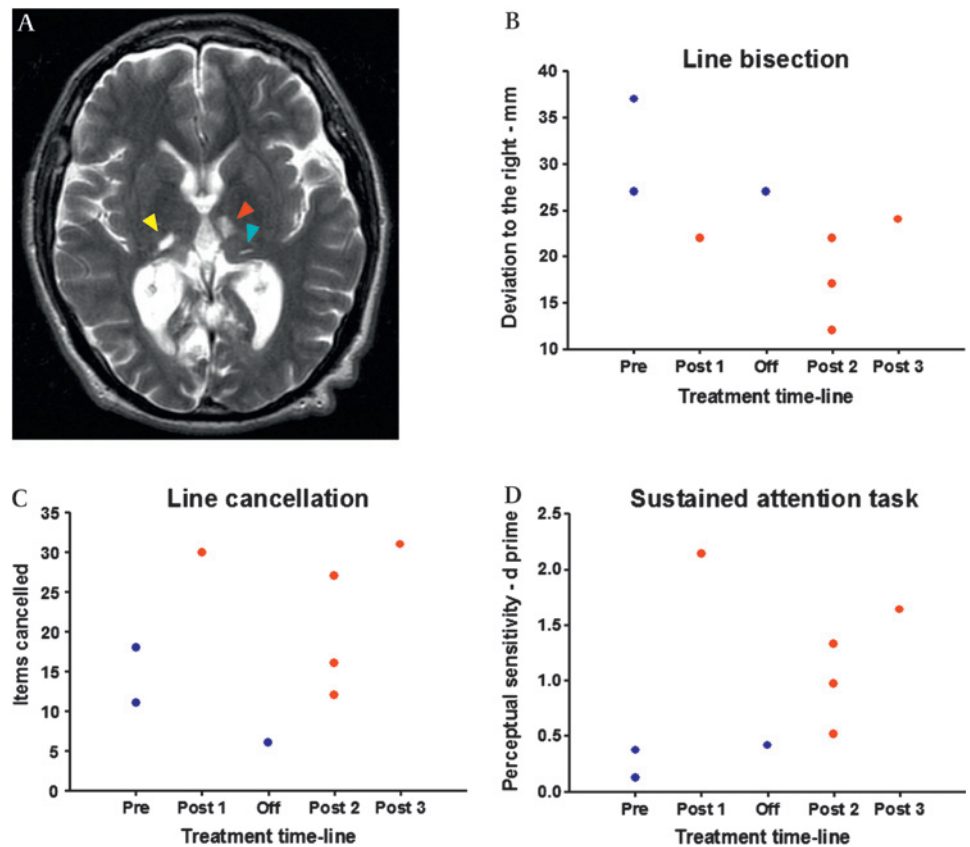 A
B
Line bisection
40
35
30
25
20
15
10
Deviation to the right - mm
Pre
Post 1
Off
Post 2
Post 3
Treatment time-line
C
Line cancellation
35
30
25
20
15
10
5
0
Items cancelled
Pre
Post 1
Off
Post 2
Post 3
Treatment time-line
D
Sustained attention task
2.5
2.0
1.5
1.0
0.5
0.0
Perceptual sensitivity - d prime
Pre
Post 1
Off
Post 2
Post 3
Treatment time-line